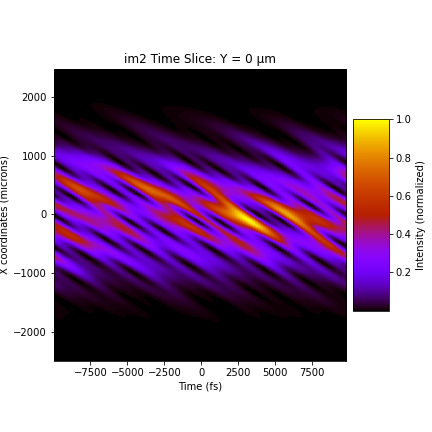 im2 Time Slice: Y = 0 μm
2000
1000
0
−1000
−2000
X coordinates (microns)
−7500 −5000 −2500 0 2500 5000 7500
Time (fs)
1.0
0.8
0.6
0.4
0.2
Intensity (normalized)